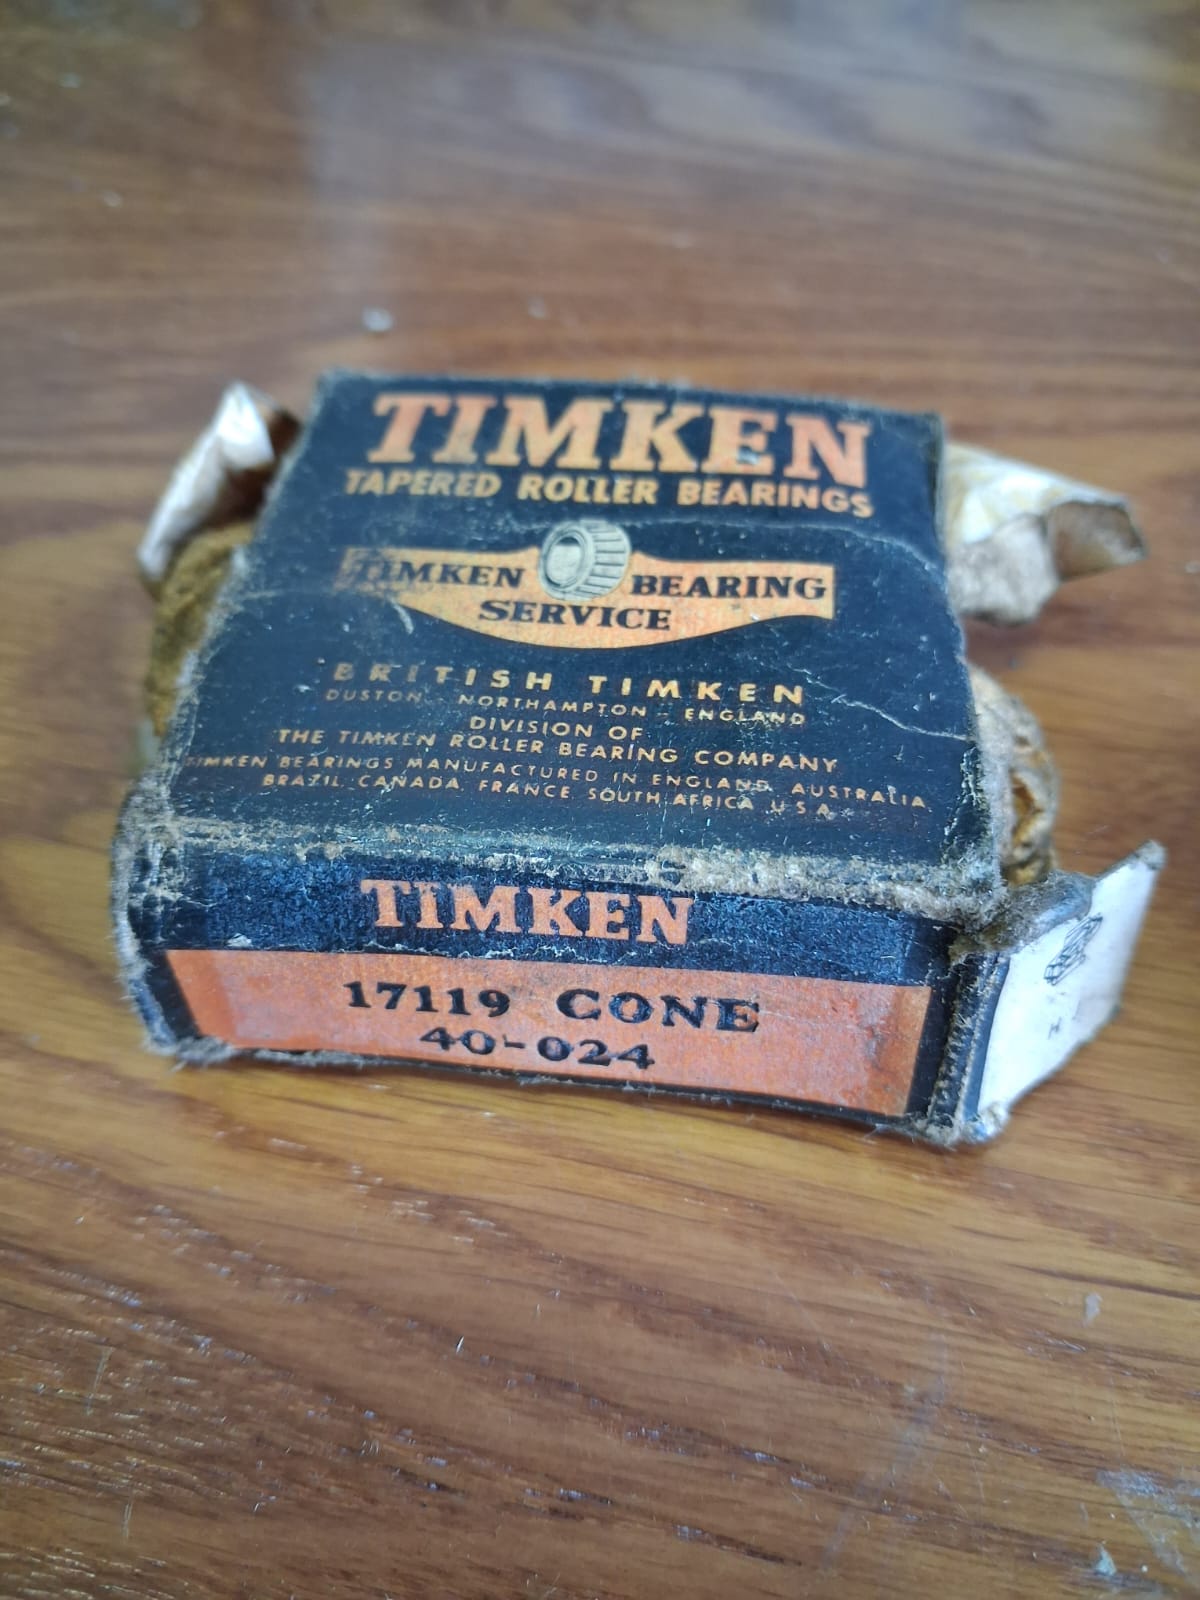 TIMKEN
TAPERED ROLLER BEARINGS
TIMKEN BEARING
SERVICE
BRITISH TIMKEN
DUSTON - NORTHAMPTON - ENGLAND
DIVISION OF
THE TIMKEN ROLLER BEARING COMPANY
TIMKEN BEARINGS MANUFACTURED IN ENGLAND, AUSTRALIA,
BRAZIL, CANADA, FRANCE, SOUTH AFRICA, U.S.A.
TIMKEN
17119 CONE
40-024